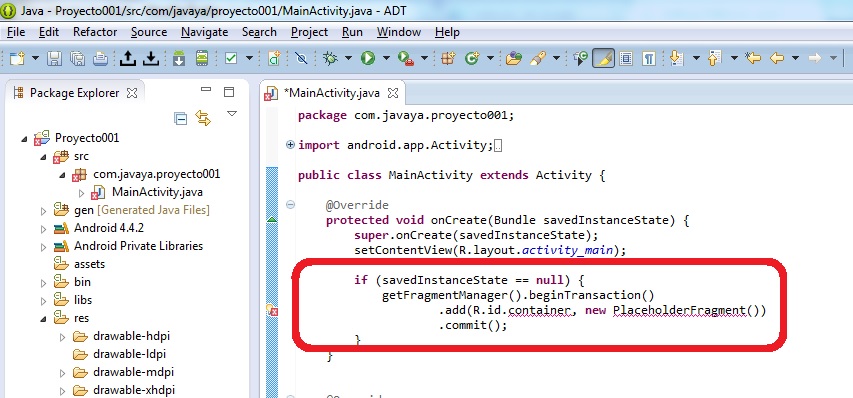 Java - Proyecto001/src/com/javaya/proyecto001/MainActivity.java - ADT
File Edit Refactor Source Navigate Search Project Run Window Help
Package Explorer
Proyecto001
src
com.javaya.proyecto001
MainActivity.java
gen [Generated Java Files]
Android 4.4.2
Android Private Libraries
assets
bin
libs
res
drawable-hdpi
drawable-ldpi
drawable-mdpi
drawable-xhdpi
*MainActivity.java
package com.javaya.proyecto001;
import android.app.Activity;
public class MainActivity extends Activity {
@Override
protected void onCreate(Bundle savedInstanceState) {
super.onCreate(savedInstanceState);
setContentView(R.layout.activity_main);
if (savedInstanceState == null) {
getFragmentManager().beginTransaction()
.add(R.id.container, new PlaceholderFragment())
.commit();
}
}
@Override